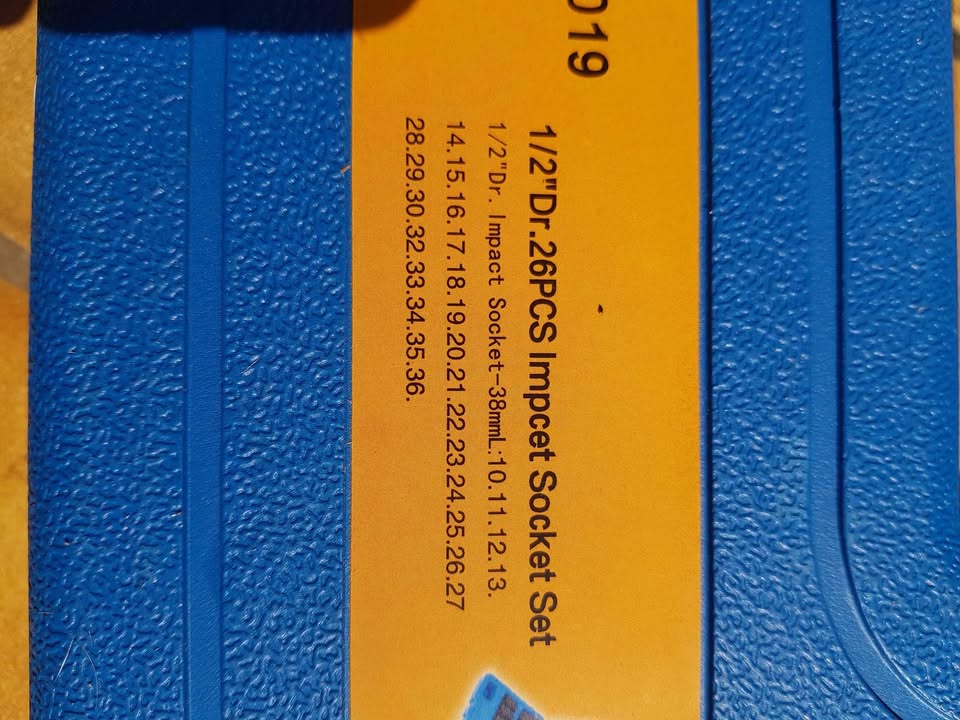 019
1/2"Dr.26PCS Impcet Socket Set
1/2"Dr. Impact Socket-38mmL:10.11.12.13.
14.15.16.17.18.19.20.21.22.23.24.25.26.27
28.29.30.32.33.34.35.36.